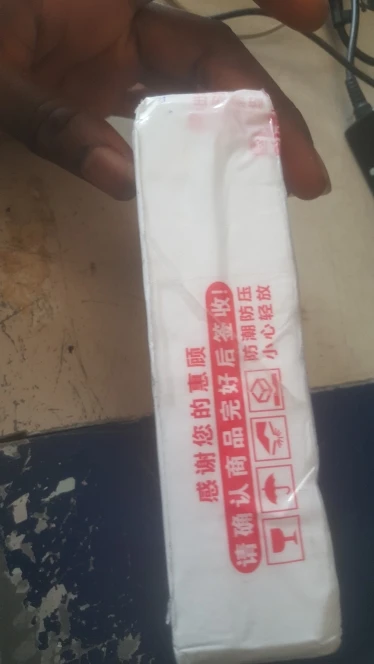 感谢您的惠顾
请确认商品完好后签收!
防潮防压
小心轻放